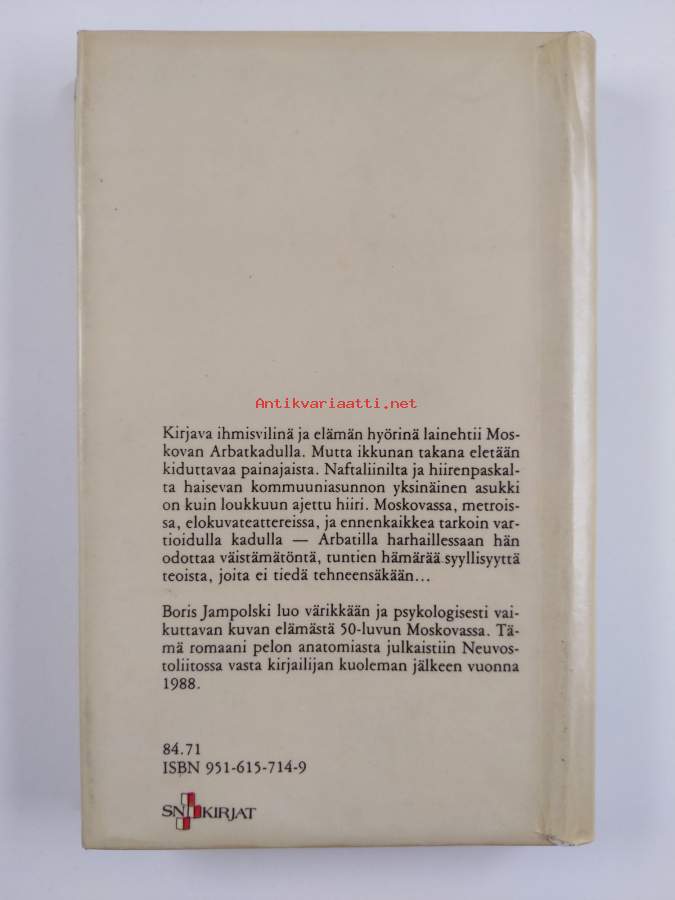 Antikvariaatti.net
Kirjava ihmisvilinä ja elämän hyörinä lainehtii Mos-
kovan Arbatkadulla. Mutta ikkunan takana eletään
kiduttavaa painajaista. Naftaliinilta ja hiirenpaskal-
ta haisevan kommuuniasunnon yksinäinen asukki
on kuin loukkuun ajettu hiiri. Moskovassa, metrois-
sa, elokuvateattereissa, ja ennenkaikkea tarkoin var-
tioidulla kadulla — Arbatilla harhaillessaan hän
odottaa väistämätöntä, tuntien hämärää syyllisyyttä
teoista, joita ei tiedä tehneensäkään...
Boris Jampolski luo värikkään ja psykologisesti vai-
kuttavan kuvan elämästä 50-luvun Moskovassa. Tä-
mä romaani pelon anatomiasta julkaistiin Neuvos-
toliitossa vasta kirjailijan kuoleman jälkeen vuonna
1988.
84.71
ISBN 951-615-714-9
SN KIRJAT